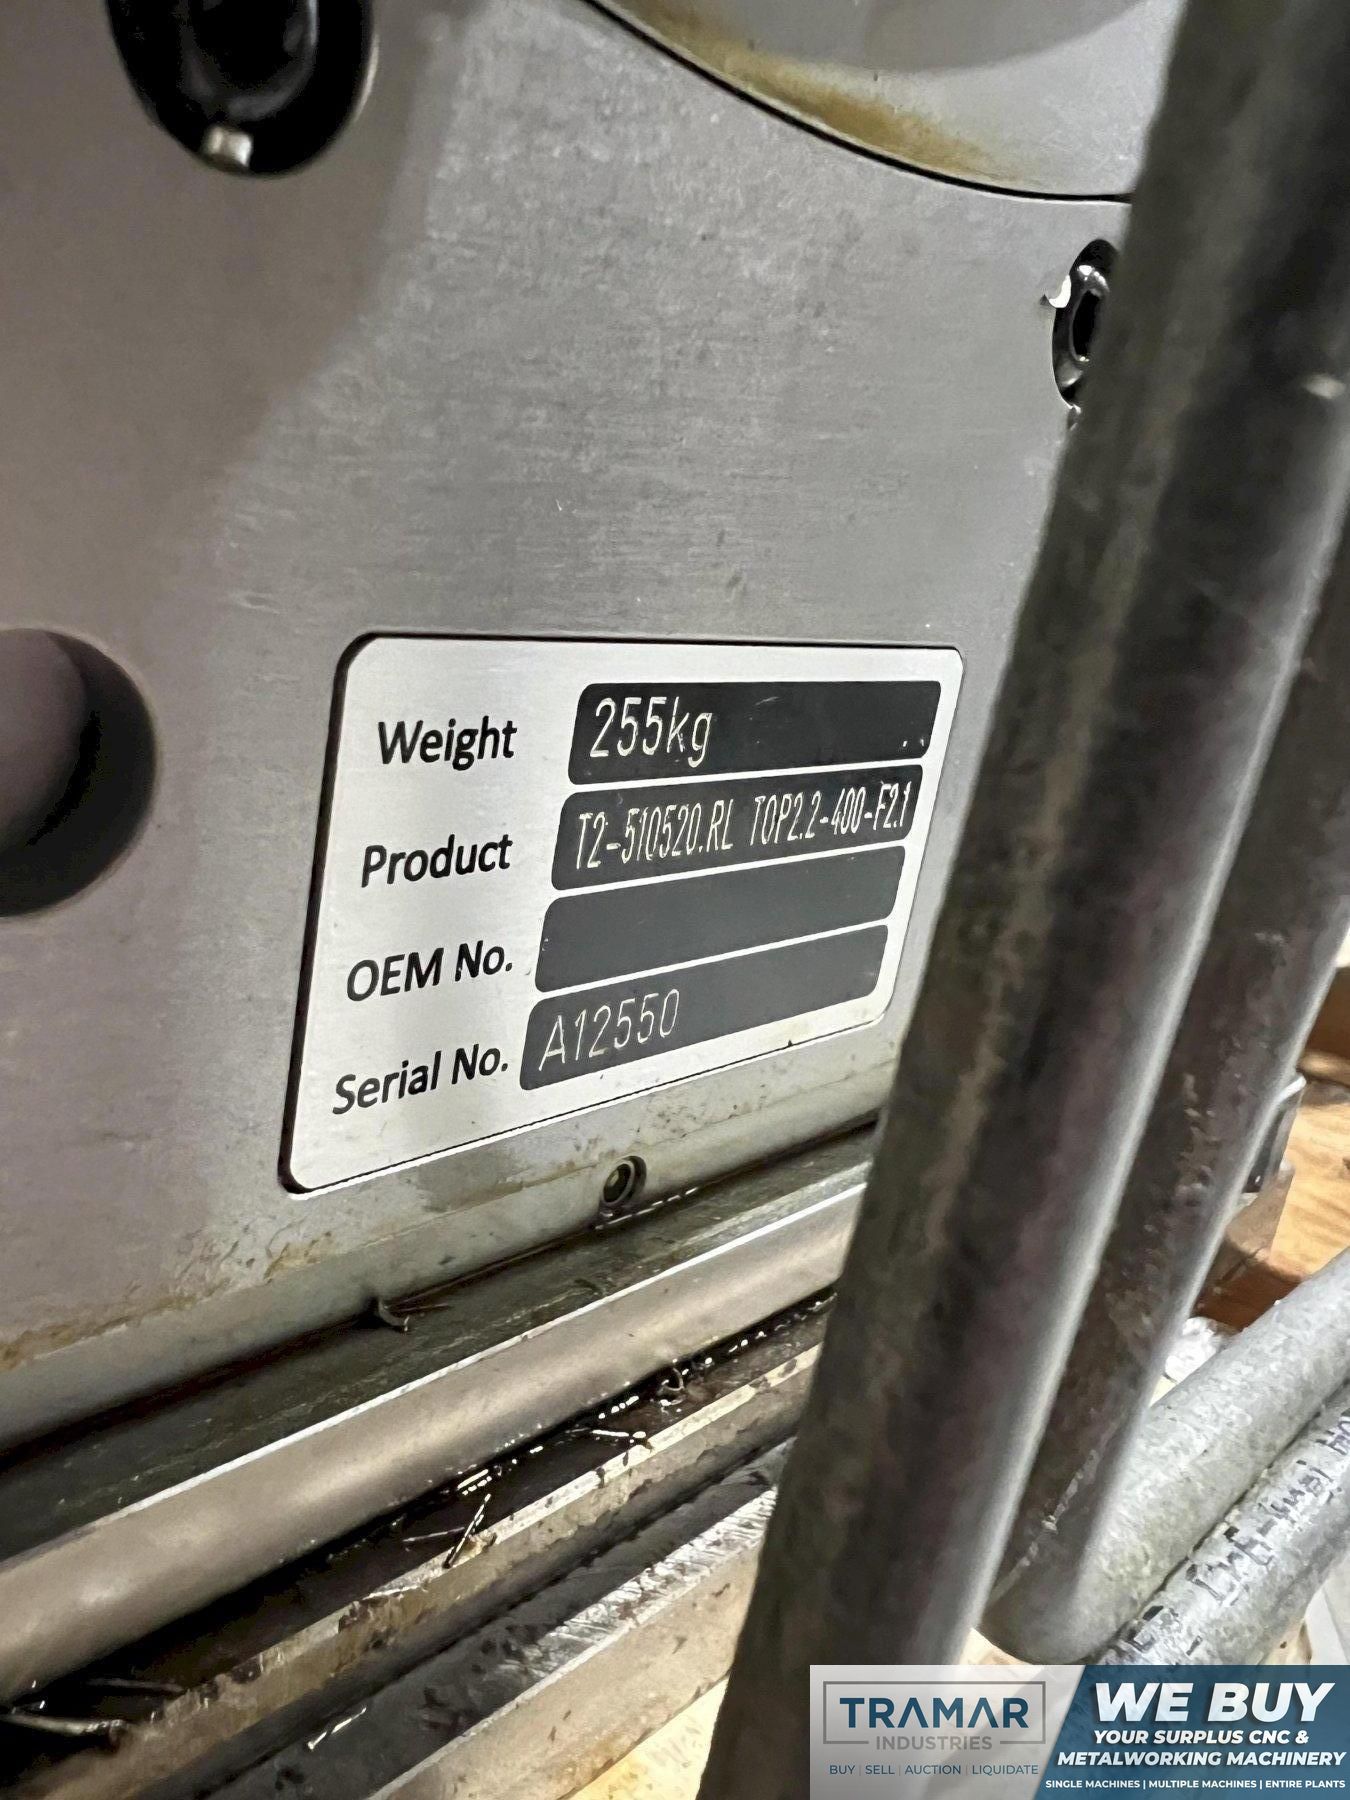 Weight 255kg
Product T2-510520.RL TOP2.2-400-F2.1
OEM No.
Serial No. A12550
TRAMAR
INDUSTRIES
BUY | SELL | AUCTION | LIQUIDATE
WE BUY
YOUR SURPLUS CNC &
METALWORKING MACHINERY
SINGLE MACHINES | MULTIPLE MACHINES | ENTIRE PLANTS